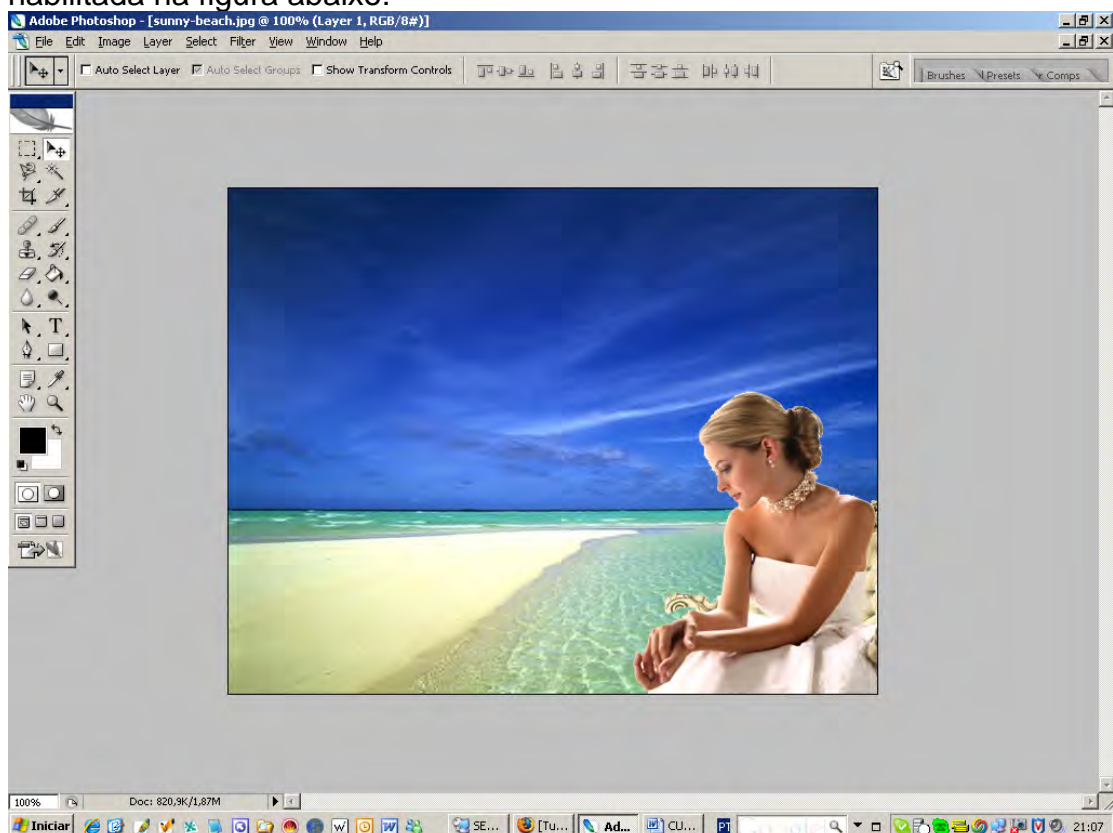 habilitada na figura abaixo.
Adobe Photoshop - [sunny-beach.jpg @ 100% (Layer 1, RGB/8#)]
File Edit Image Layer Select Filter View Window Help
Auto Select Layer Auto Select Groups Show Transform Controls Brushes Presets Comps
T
100% Doc: 820,9K/1,87M
Iniciar SE... [Tu... Ad... CU... PT 21:07